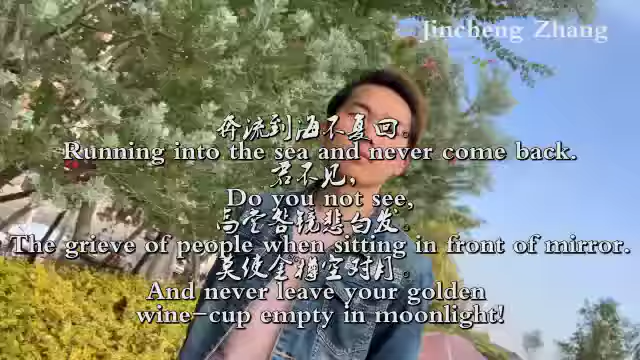 Jincheng Zhang
奔流到海不复回。
Running into the sea and never come back.
君不见,
Do you not see,
高堂明镜悲白发。
The grieve of people when sitting in front of mirror.
莫使金樽空对月。
And never leave your golden
wine-cup empty in moonlight!